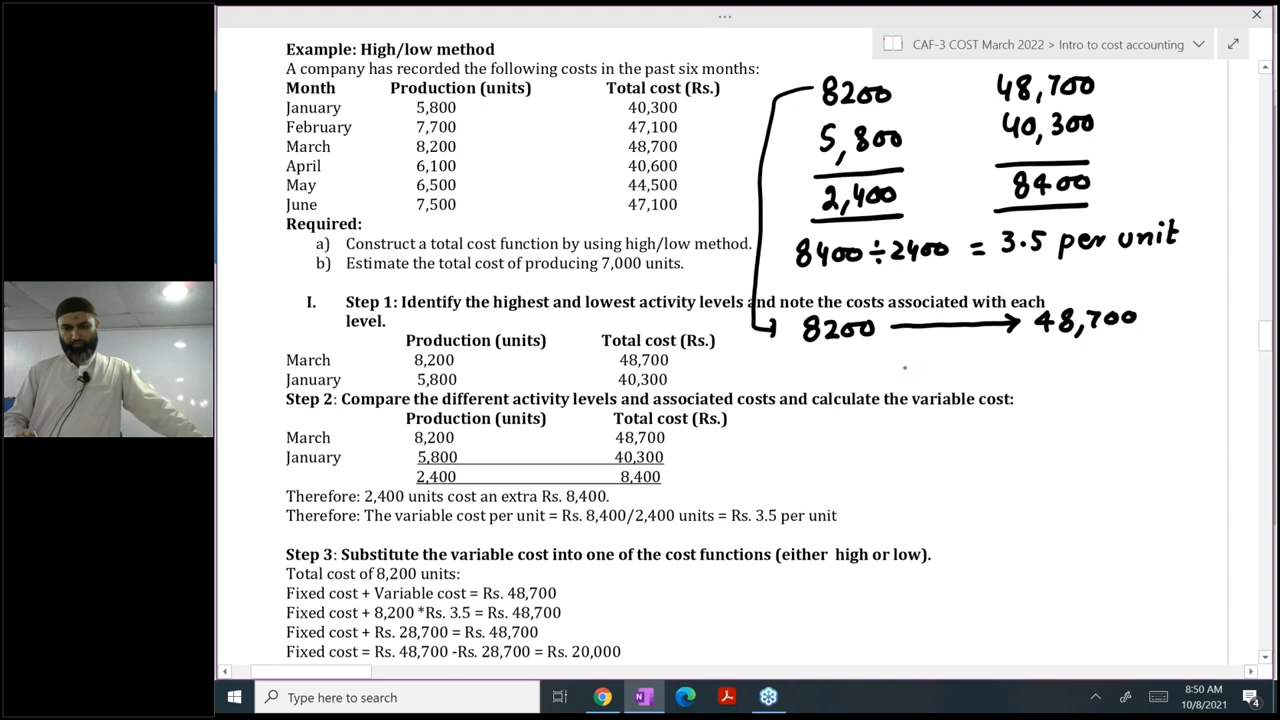 CAF-3 COST March 2022 > Intro to cost accounting
Example: High/low method
A company has recorded the following costs in the past six months:
Month Production (units) Total cost (Rs.)
January 5,800 40,300
February 7,700 47,100
March 8,200 48,700
April 6,100 40,600
May 6,500 44,500
June 7,500 47,100
Required:
a) Construct a total cost function by using high/low method.
b) Estimate the total cost of producing 7,000 units.
8200 48,700
5,800 40,300
2,400 8400
8400 ÷ 2400 = 3.5 per unit
8200 → 48,700
I. Step 1: Identify the highest and lowest activity levels and note the costs associated with each
level.
Production (units) Total cost (Rs.)
March 8,200 48,700
January 5,800 40,300
Step 2: Compare the different activity levels and associated costs and calculate the variable cost:
Production (units) Total cost (Rs.)
March 8,200 48,700
January 5,800 40,300
2,400 8,400
Therefore: 2,400 units cost an extra Rs. 8,400.
Therefore: The variable cost per unit = Rs. 8,400/2,400 units = Rs. 3.5 per unit
Step 3: Substitute the variable cost into one of the cost functions (either high or low).
Total cost of 8,200 units:
Fixed cost + Variable cost = Rs. 48,700
Fixed cost + 8,200 *Rs. 3.5 = Rs. 48,700
Fixed cost + Rs. 28,700 = Rs. 48,700
Fixed cost = Rs. 48,700 -Rs. 28,700 = Rs. 20,000
Type here to search
8:50 AM
10/8/2021
4